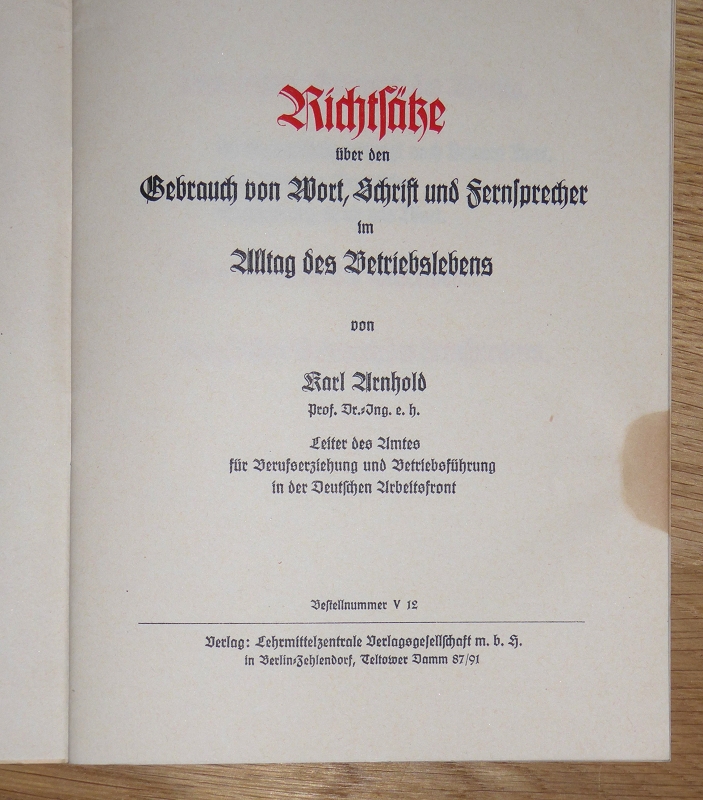 Richtsätze
über den
Gebrauch von Wort, Schrift und Fernsprecher
im
Alltag des Betriebslebens
von
Karl Arnhold
Prof. Dr.-Ing. e. h.
Leiter des Amtes
für Berufserziehung und Betriebsführung
in der Deutschen Arbeitsfront
Bestellnummer V 12
Verlag: Lehrmittelzentrale Verlagsgesellschaft m. b. H.
in Berlin-Zehlendorf, Teltower Damm 87/91